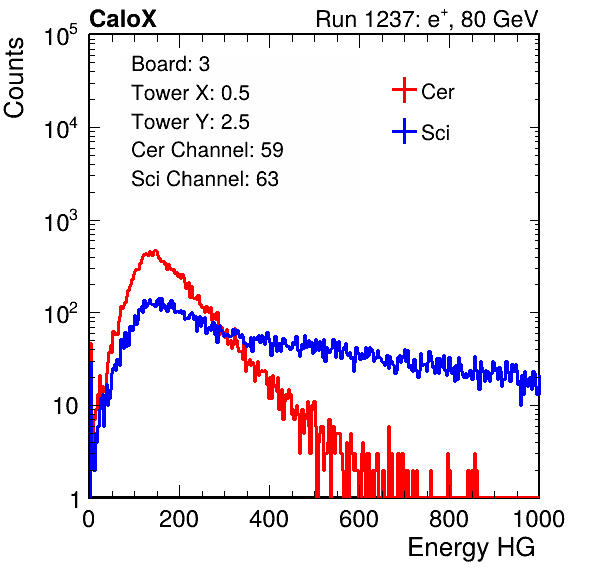 CaloX Run 1237: e⁺, 80 GeV
Counts
Board: 3
Tower X: 0.5
Tower Y: 2.5
Cer Channel: 59
Sci Channel: 63
Cer
Sci
10⁵
10⁴
10³
10²
10
1
0 200 400 600 800 1000
Energy HG